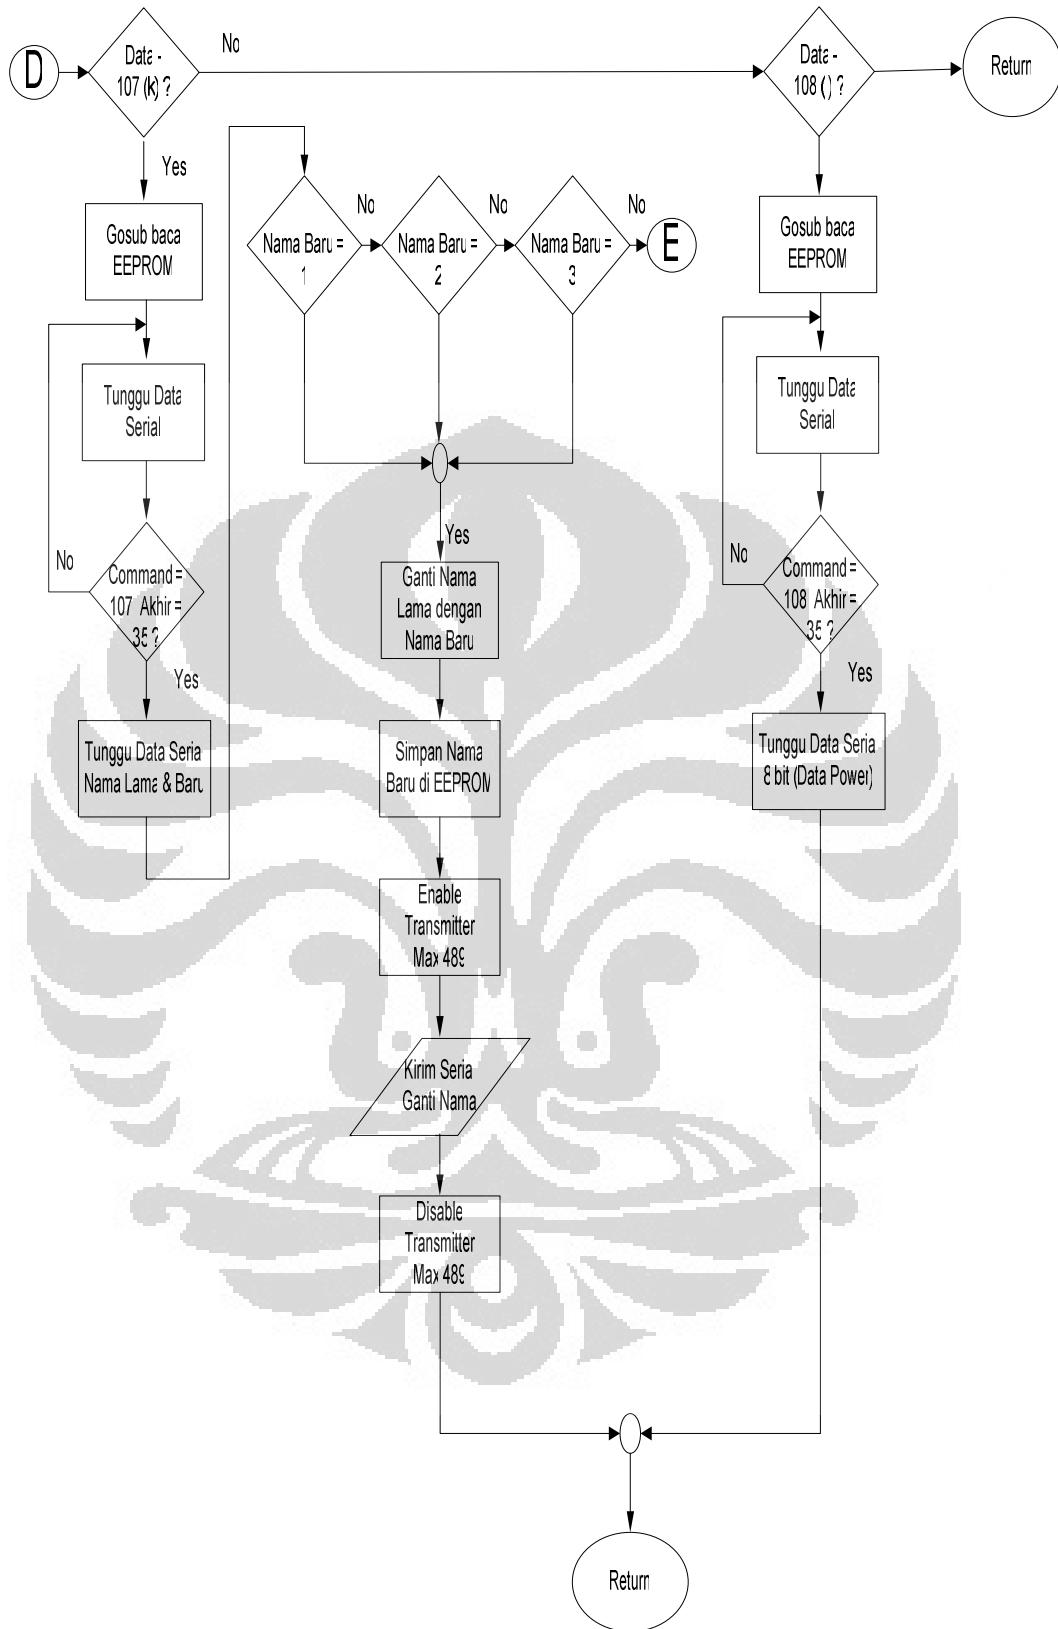 D
Data -
107 (k) ?
No
Data -
108 () ?
Return
Yes
Gosub baca
EEPROM
Tunggu Data
Serial
No
Command =
107 Akhir =
35 ?
Yes
Tunggu Data Seria
Nama Lama & Baru
Nama Baru =
1
No
Nama Baru =
2
No
Nama Baru =
3
No
E
Yes
Ganti Nama
Lama dengan
Nama Baru
Simpan Nama
Baru di EEPROM
Enable
Transmitter
Max 489
Kirim Seria
Ganti Nama
Disable
Transmitter
Max 489
Gosub baca
EEPROM
Tunggu Data
Serial
No
Command =
108 Akhir =
35 ?
Yes
Tunggu Data Seria
8 bit (Data Power)
Return